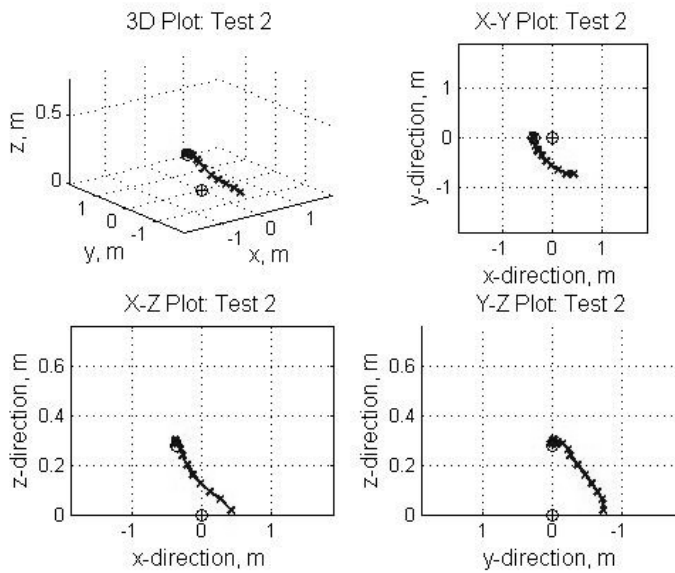 3D Plot: Test 2
z, m
0.5
0
1
0
-1
y, m
-1
0
1
x, m
X-Y Plot: Test 2
y-direction, m
1
0
-1
-1
0
1
x-direction, m
X-Z Plot: Test 2
z-direction, m
0.6
0.4
0.2
0
-1
0
1
x-direction, m
Y-Z Plot: Test 2
z-direction, m
0.6
0.4
0.2
0
1
0
-1
y-direction, m